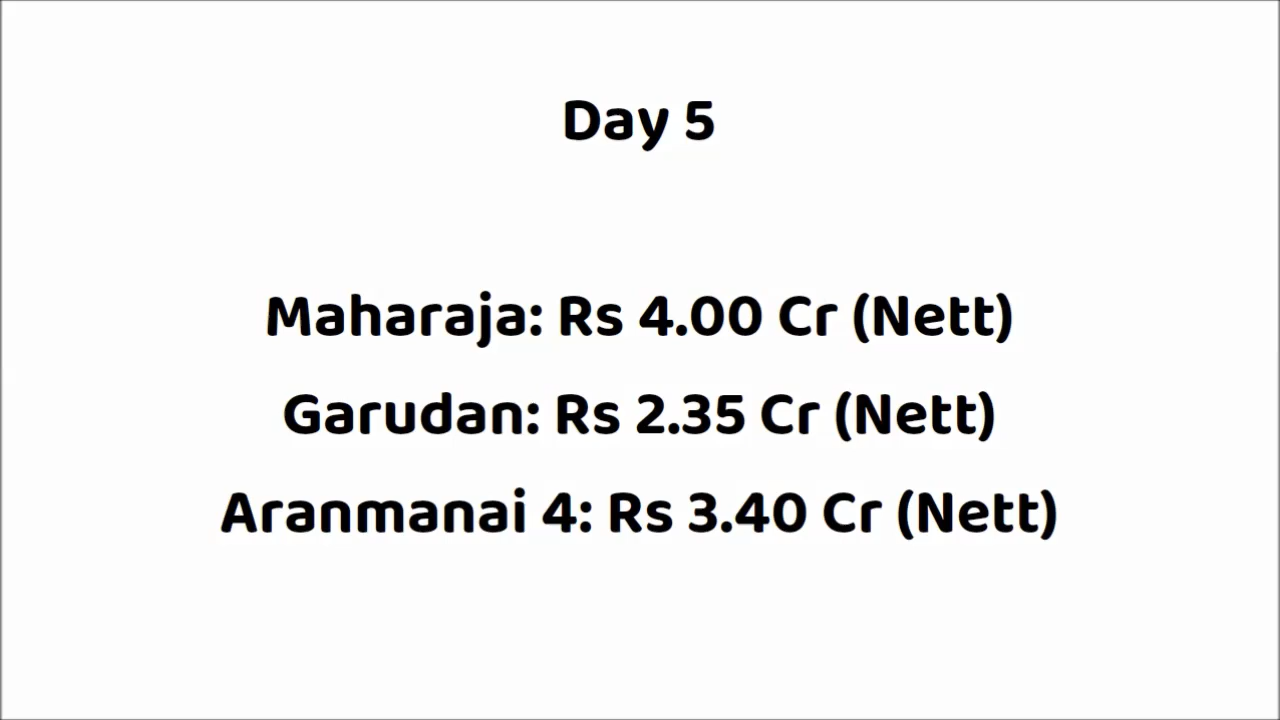 Day 5
Maharaja: Rs 4.00 Cr (Nett)
Garudan: Rs 2.35 Cr (Nett)
Aranmanai 4: Rs 3.40 Cr (Nett)